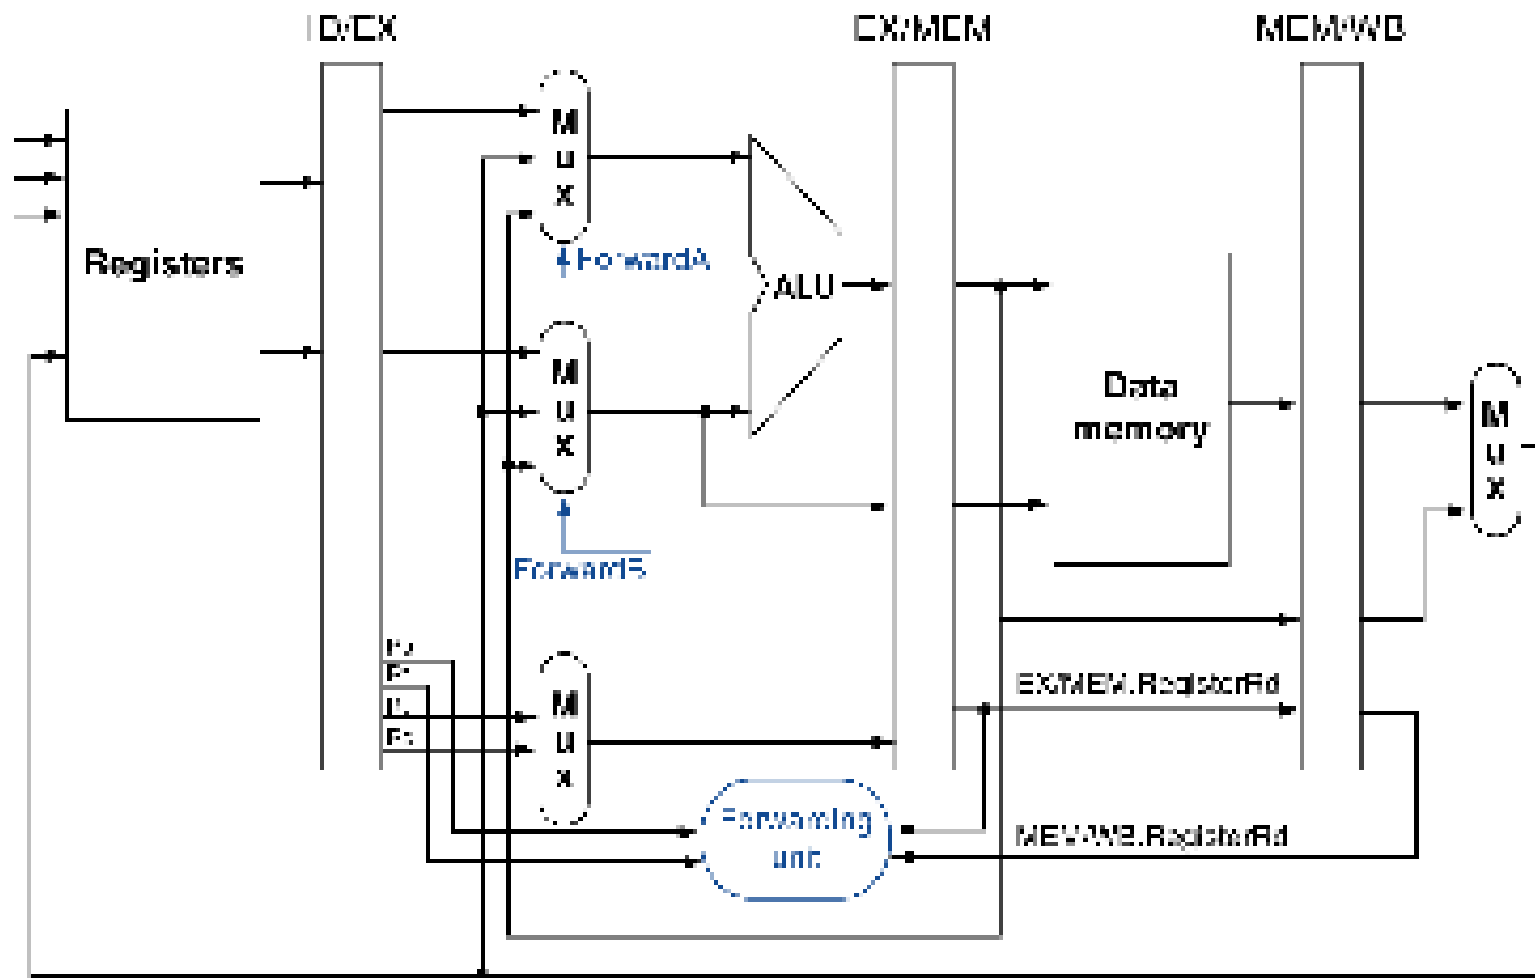 ID/EX
EX/MEM
MEM/WB
M
u
x
Registers
ForwardA
ALU
M
u
x
Data
memory
M
u
x
ForwardB
M
u
x
EX/MEM.RegisterRd
Forwarding
unit
MEM/WB.RegisterRd